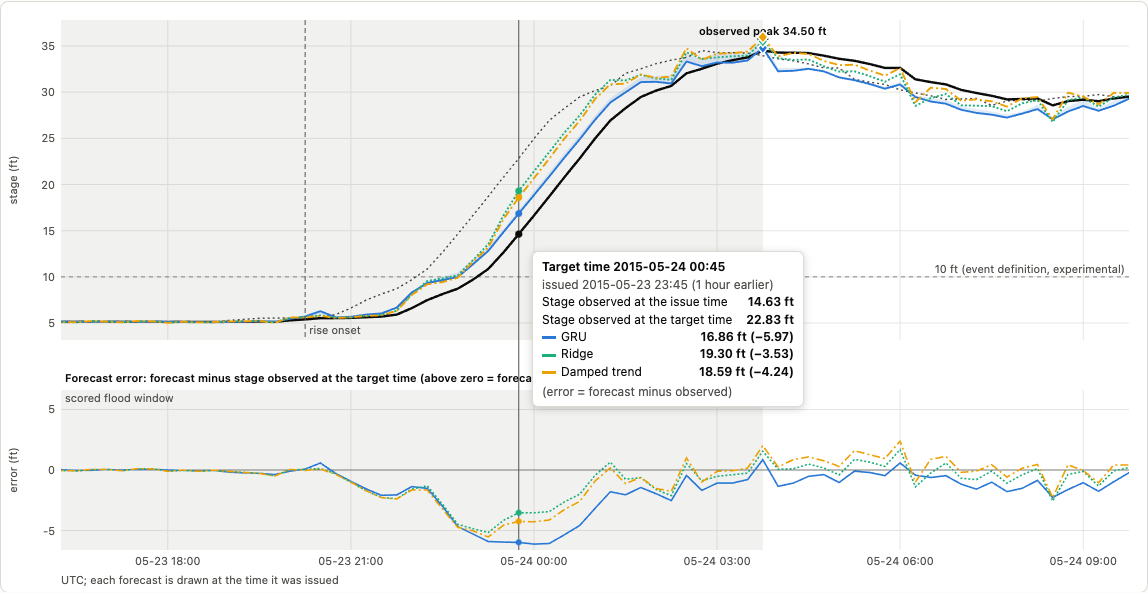 observed peak 34.50 ft
35
30
25
20
15
10
5
stage (ft)
10 ft (event definition, experimental)
rise onset
Target time 2015-05-24 00:45
issued 2015-05-23 23:45 (1 hour earlier)
Stage observed at the issue time 14.63 ft
Stage observed at the target time 22.83 ft
GRU 16.86 ft (−5.97)
Ridge 19.30 ft (−3.53)
Damped trend 18.59 ft (−4.24)
(error = forecast minus observed)
Forecast error: forecast minus stage observed at the target time (above zero = foreca
scored flood window
5
0
-5
error (ft)
05-23 18:00
05-23 21:00
05-24 00:00
05-24 03:00
05-24 06:00
05-24 09:00
UTC; each forecast is drawn at the time it was issued